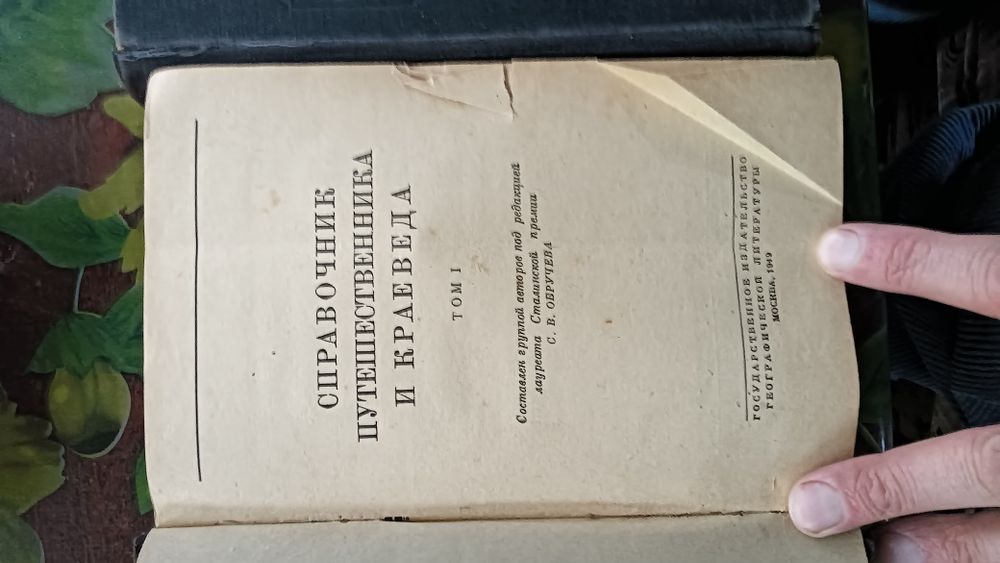 СПРАВОЧНИК
ПУТЕШЕСТВЕННИКА
И КРАЕВЕДА
ТОМ I
Составлен группой авторов под редакцией
лауреата Сталинской премии
С. В. ОБРУЧЕВА
ГОСУДАРСТВЕННОЕ ИЗДАТЕЛЬСТВО
ГЕОГРАФИЧЕСКОЙ ЛИТЕРАТУРЫ
МОСКВА, 1949